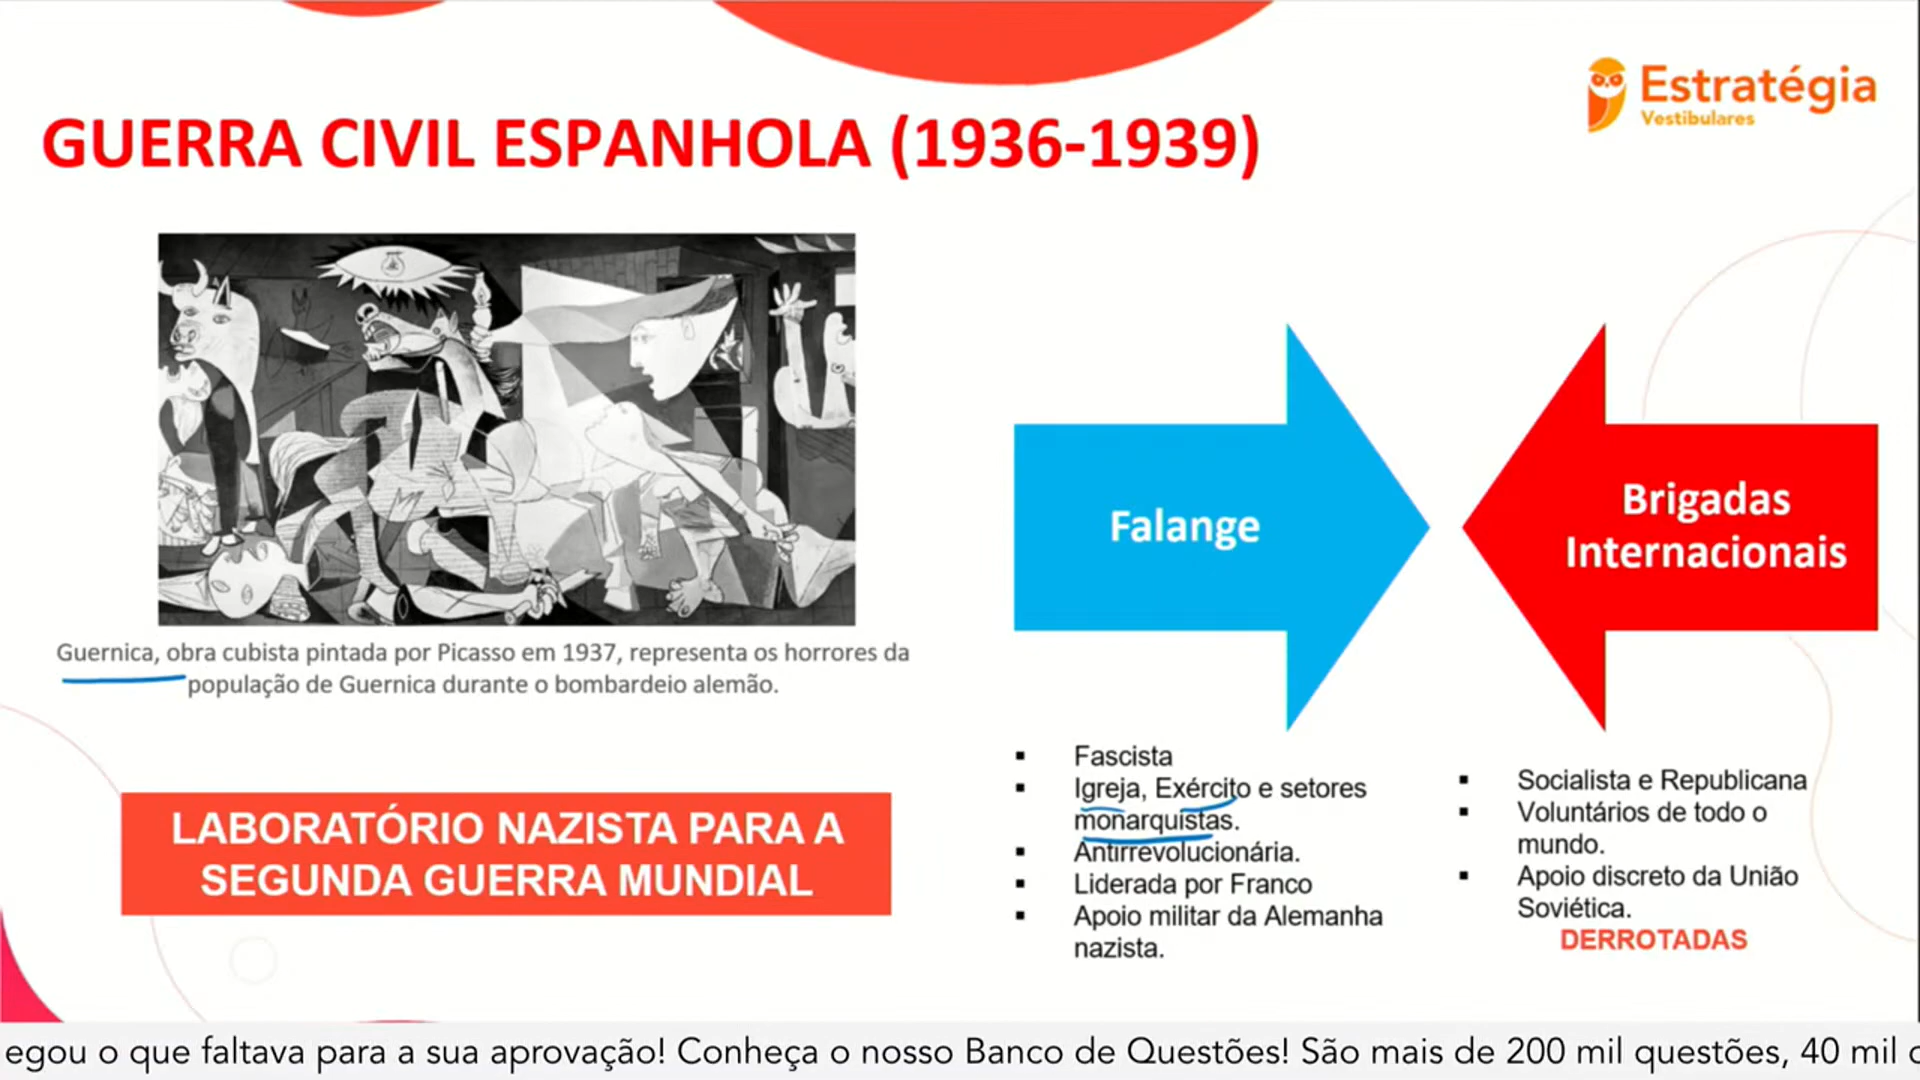 Estratégia
Vestibulares
GUERRA CIVIL ESPANHOLA (1936-1939)
Guernica, obra cubista pintada por Picasso em 1937, representa os horrores da
população de Guernica durante o bombardeio alemão.
LABORATÓRIO NAZISTA PARA A
SEGUNDA GUERRA MUNDIAL
Falange
▪ Fascista
▪ Igreja, Exército e setores
monarquistas.
▪ Antirrevolucionária.
▪ Liderada por Franco
▪ Apoio militar da Alemanha
nazista.
Brigadas
Internacionais
▪ Socialista e Republicana
▪ Voluntários de todo o
mundo.
▪ Apoio discreto da União
Soviética.
DERROTADAS
egou o que faltava para a sua aprovação! Conheça o nosso Banco de Questões! São mais de 200 mil questões, 40 mil